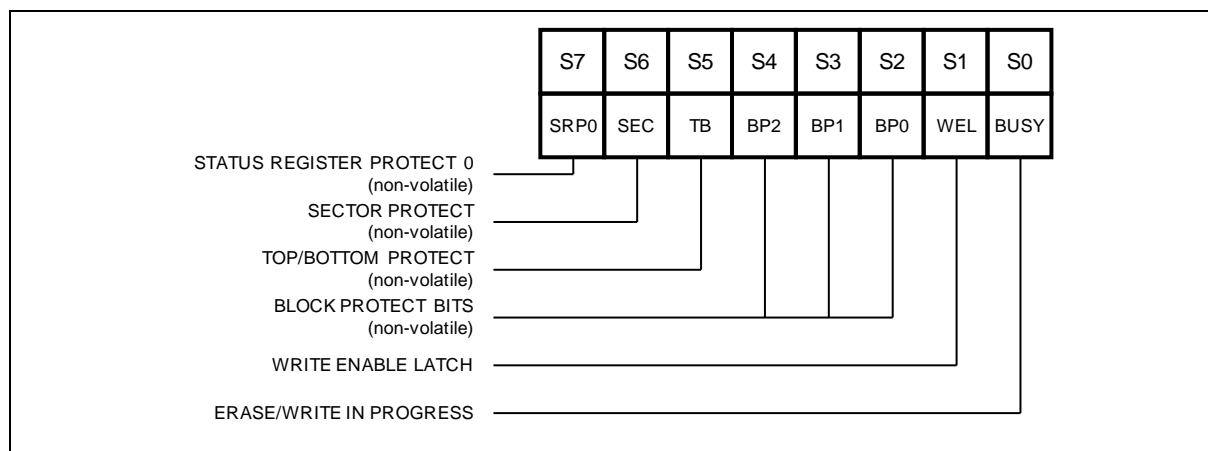 S7 S6 S5 S4 S3 S2 S1 S0
SRP0 SEC TB BP2 BP1 BP0 WEL BUSY
STATUS REGISTER PROTECT 0
(non-volatile)
SECTOR PROTECT
(non-volatile)
TOP/BOTTOM PROTECT
(non-volatile)
BLOCK PROTECT BITS
(non-volatile)
WRITE ENABLE LATCH
ERASE/WRITE IN PROGRESS